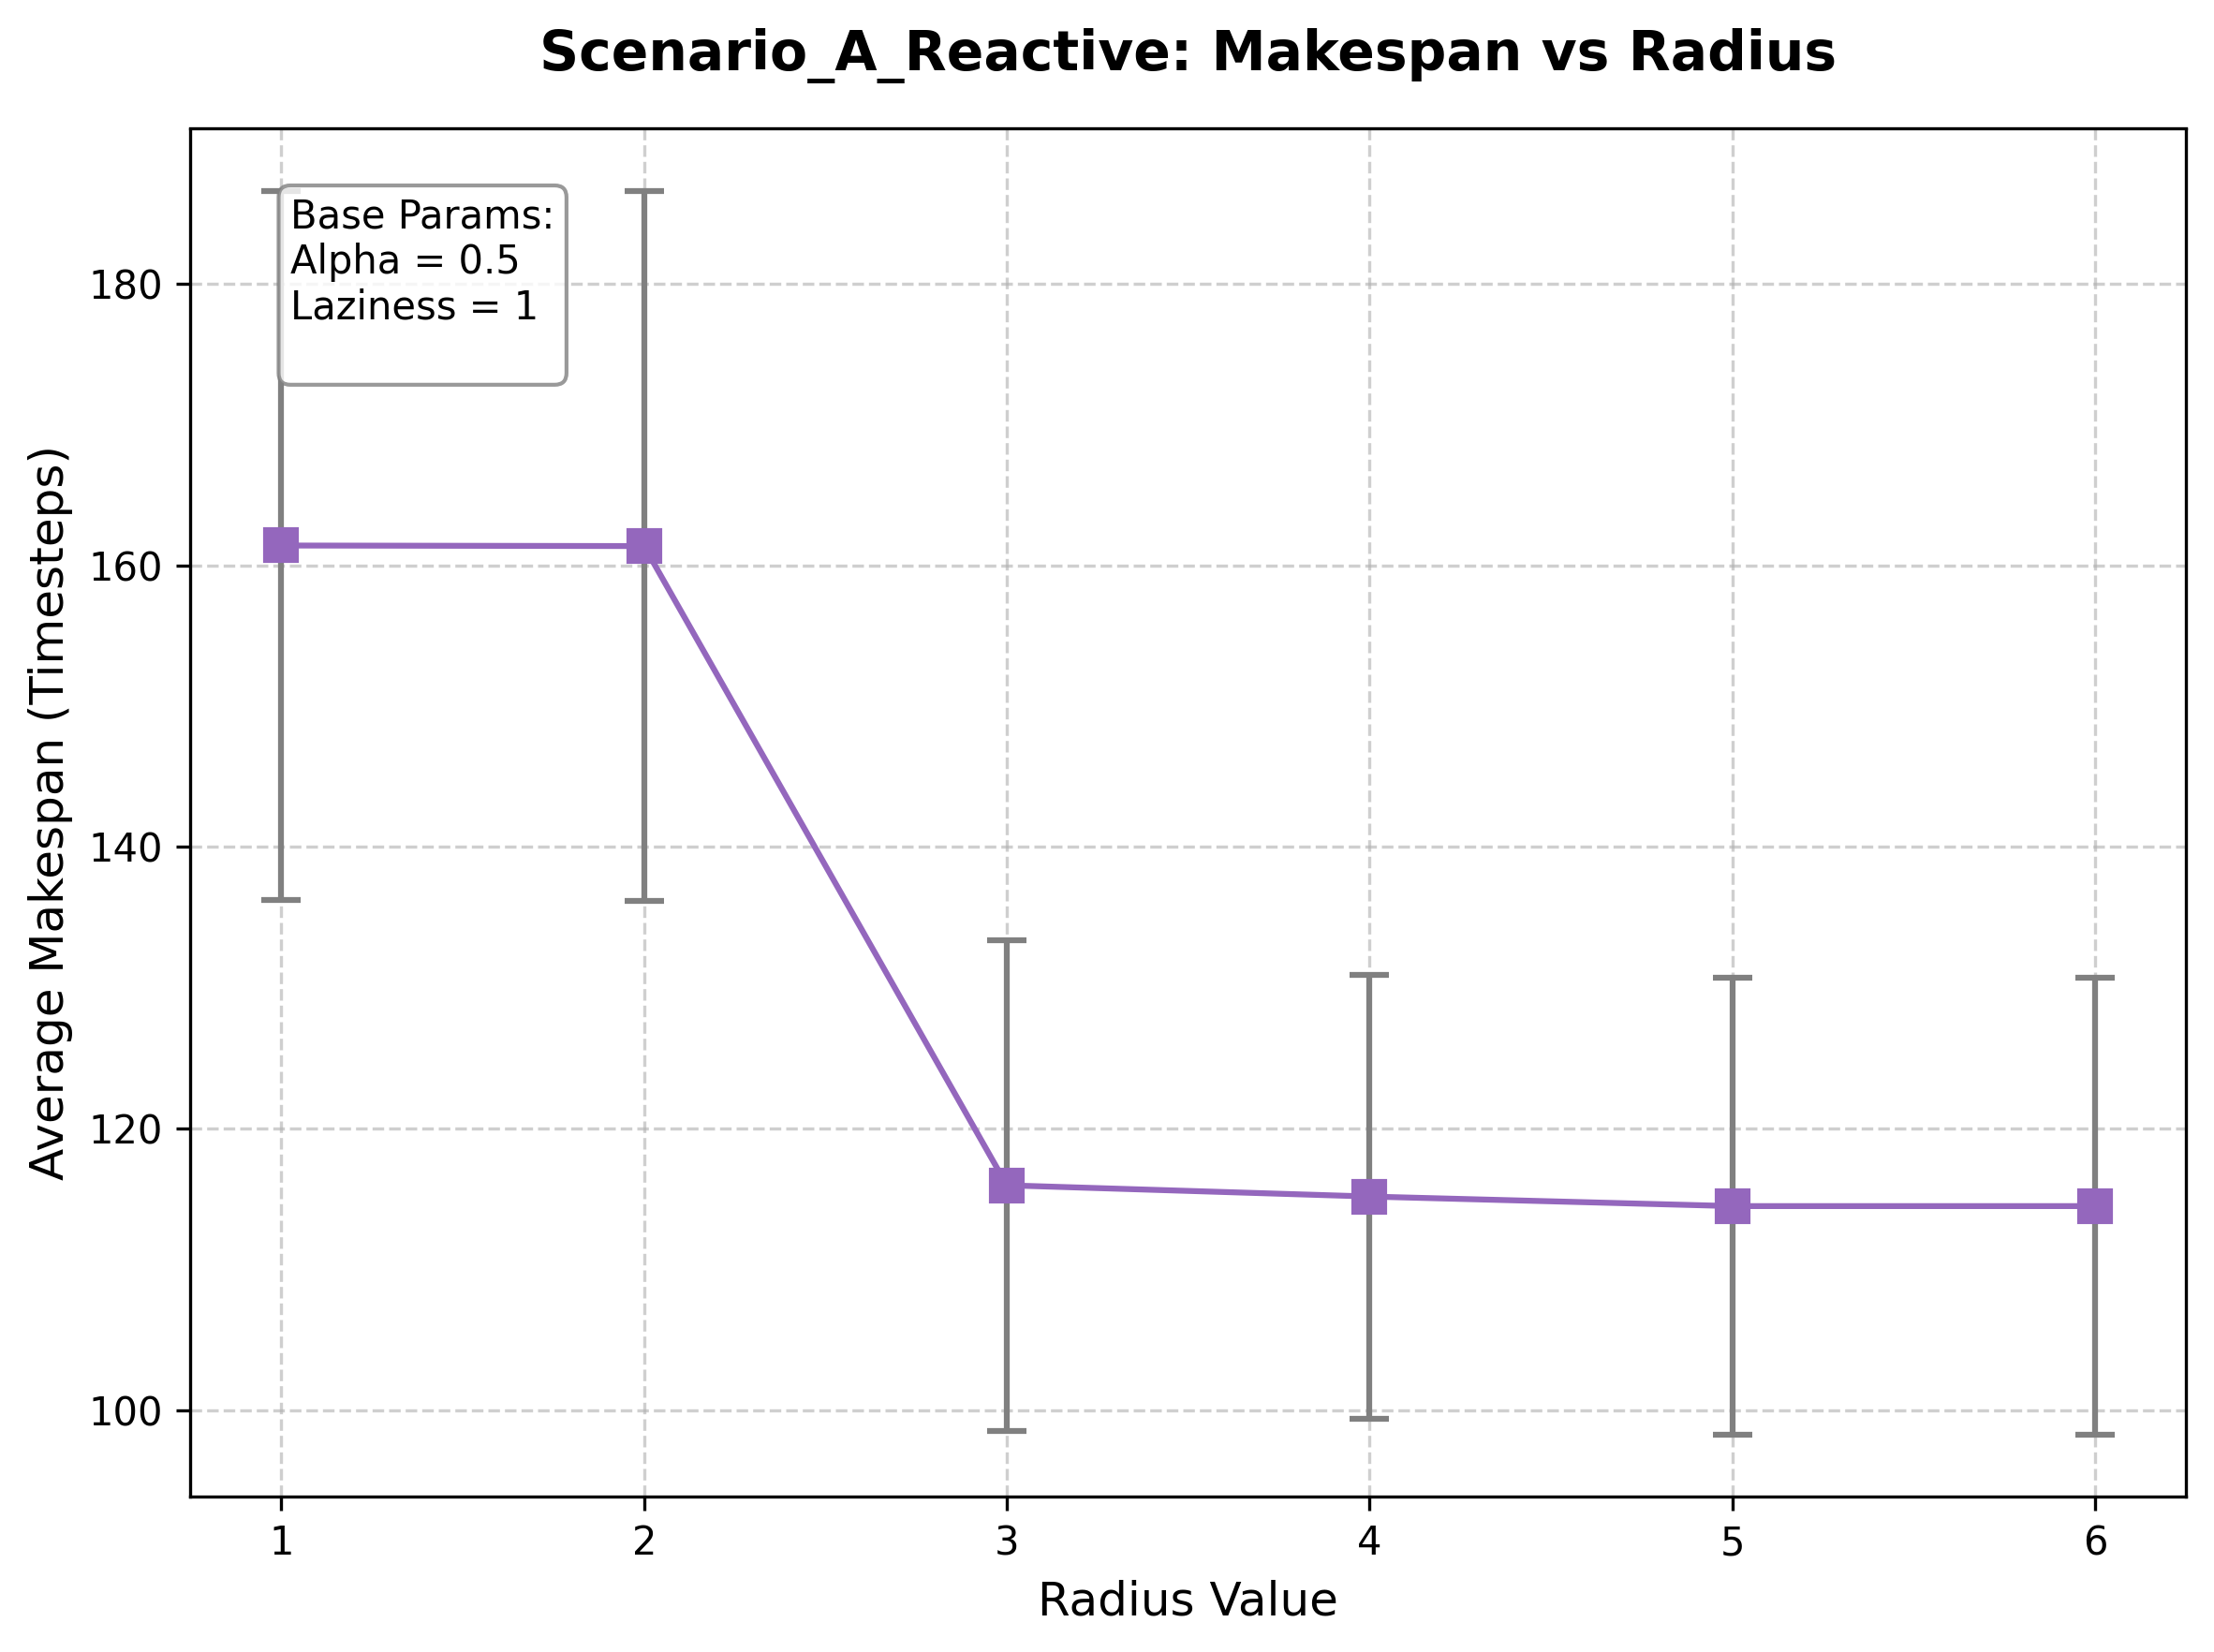 Scenario_A_Reactive: Makespan vs Radius
Base Params:
Alpha = 0.5
Laziness = 1
Average Makespan (Timesteps)
180
160
140
120
100
1
2
3
4
5
6
Radius Value